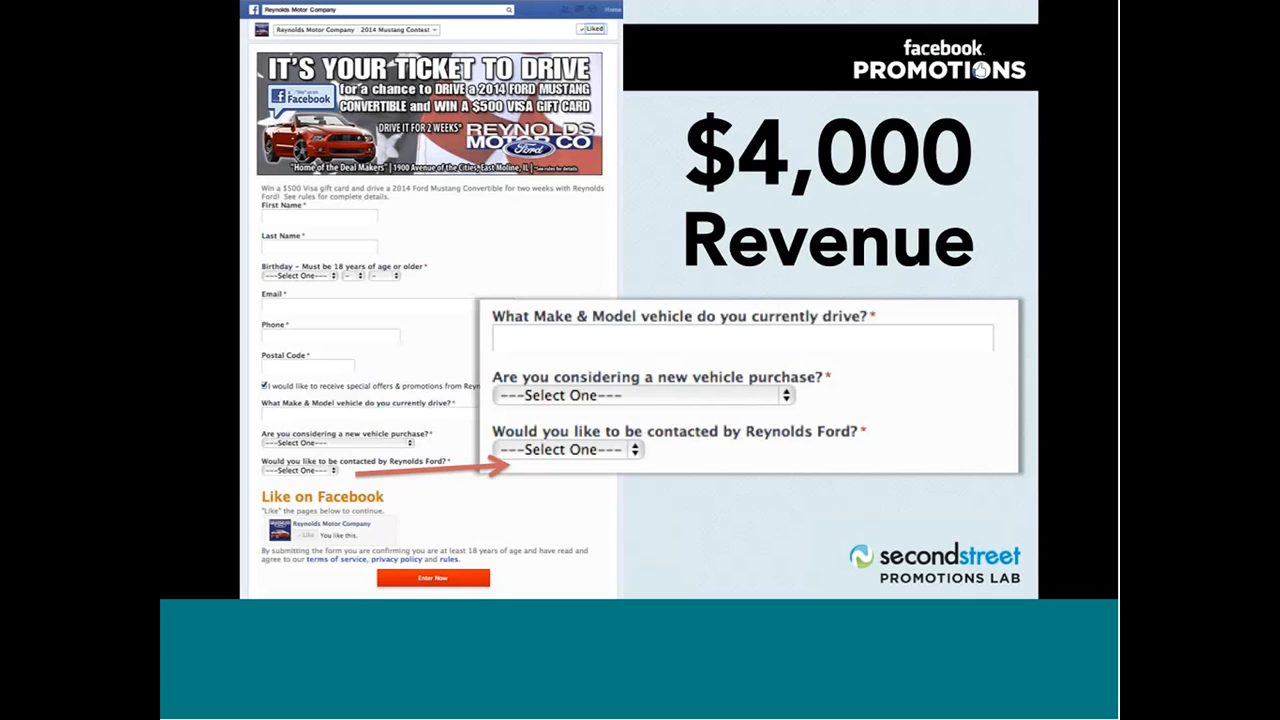 Reynolds Motor Company
Home
Reynolds Motor Company 2014 Mustang Contest
✓Liked
IT'S YOUR TICKET TO DRIVE
for a chance to DRIVE a 2014 FORD MUSTANG
CONVERTIBLE and WIN A $500 VISA GIFT CARD
Facebook
DRIVE IT FOR 2 WEEKS*
REYNOLDS
MOTOR CO
Ford
"Home of the Deal Makers" | 1900 Avenue of the Cities, East Moline, IL | *See rules for details
Win a $500 Visa gift card and drive a 2014 Ford Mustang Convertible for two weeks with Reynolds
Ford! See rules for complete details.
First Name *
Last Name *
Birthday - Must be 18 years of age or older *
---Select One--- - -
Email *
Phone *
Postal Code *
I would like to receive special offers & promotions from Reyn
What Make & Model vehicle do you currently drive? *
Are you considering a new vehicle purchase? *
---Select One---
Would you like to be contacted by Reynolds Ford? *
---Select One---
Like on Facebook
"Like" the pages below to continue.
Reynolds Motor Company
✓ Like You like this.
By submitting the form you are confirming you are at least 18 years of age and have read and
agree to our terms of service, privacy policy and rules.
Enter Now
facebook
PROMOTIONS
$4,000
Revenue
What Make & Model vehicle do you currently drive? *
Are you considering a new vehicle purchase? *
---Select One---
Would you like to be contacted by Reynolds Ford? *
---Select One---
secondstreet
PROMOTIONS LAB